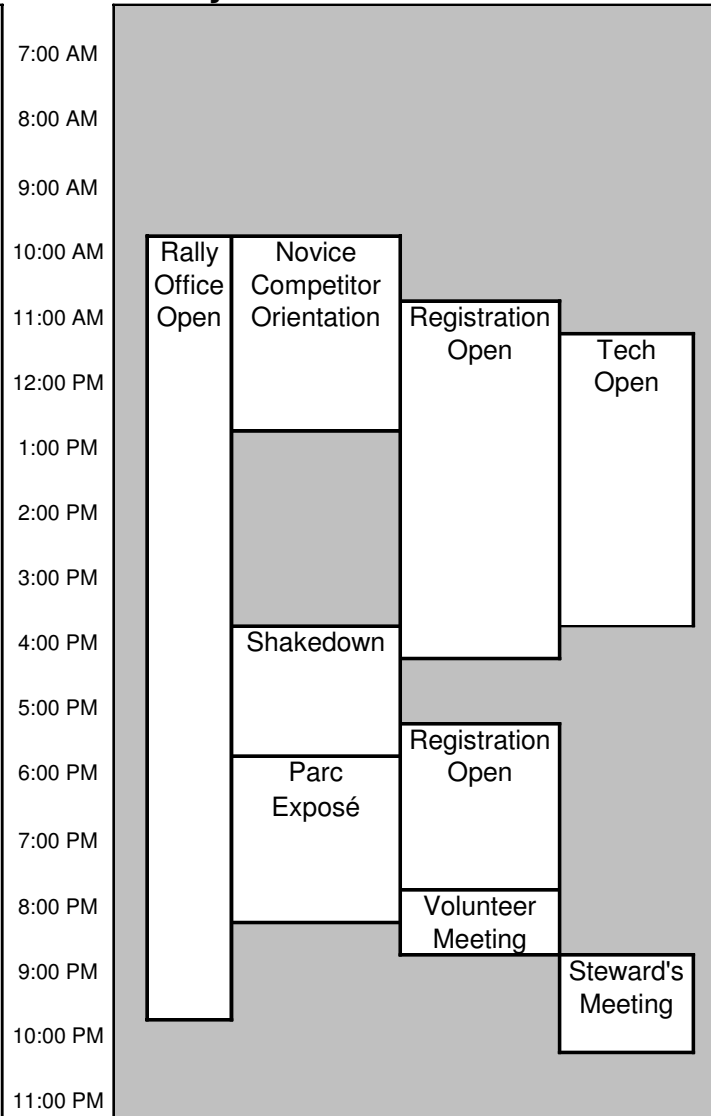 7:00 AM
8:00 AM
9:00 AM
10:00 AM
11:00 AM
12:00 PM
1:00 PM
2:00 PM
3:00 PM
4:00 PM
5:00 PM
6:00 PM
7:00 PM
8:00 PM
9:00 PM
10:00 PM
11:00 PM
Rally
Office
Open
Novice
Competitor
Orientation
Registration
Open
Tech
Open
Shakedown
Registration
Open
Parc
Exposé
Volunteer
Meeting
Steward's
Meeting